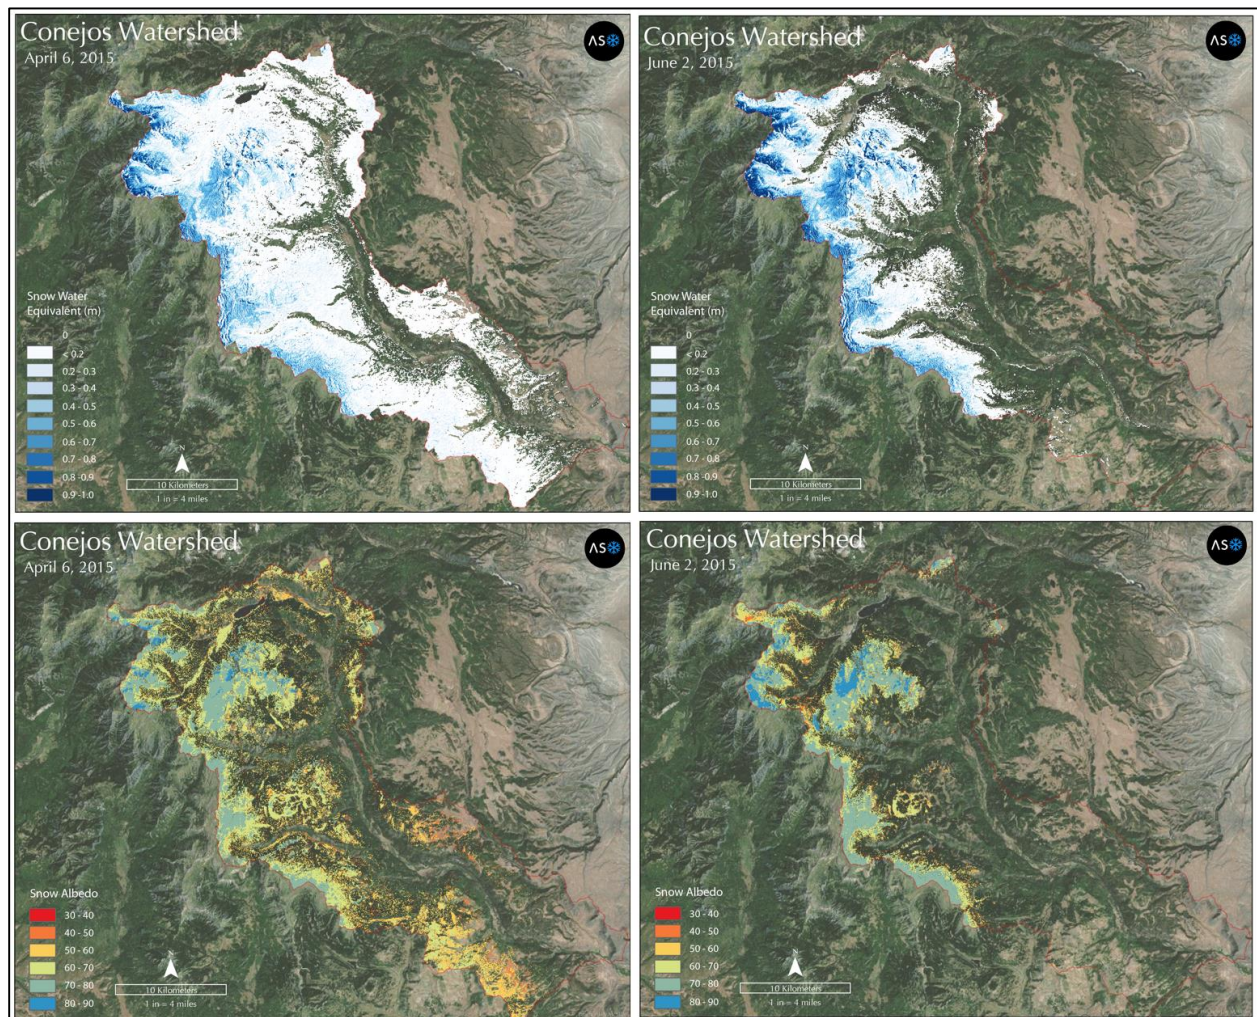 Conejos Watershed
April 6, 2015
ASO
Snow Water
Equivalent (m)
0
< 0.2
0.2 - 0.3
0.3 - 0.4
0.4 - 0.5
0.5 - 0.6
0.6 - 0.7
0.7 - 0.8
0.8 -0.9
0.9 -1.0
N
10 Kilometers
1 in = 4 miles
Conejos Watershed
June 2, 2015
ASO
Snow Water
Equivalent (m)
0
< 0.2
0.2 - 0.3
0.3 - 0.4
0.4 - 0.5
0.5 - 0.6
0.6 - 0.7
0.7 - 0.8
0.8 -0.9
0.9 -1.0
N
10 Kilometers
1 in = 4 miles
Conejos Watershed
April 6, 2015
ASO
Snow Albedo
30 - 40
40 - 50
50 - 60
60 - 70
70 - 80
80 - 90
N
10 Kilometers
1 in = 4 miles
Conejos Watershed
June 2, 2015
ASO
Snow Albedo
30 - 40
40 - 50
50 - 60
60 - 70
70 - 80
80 - 90
N
10 Kilometers
1 in = 4 miles